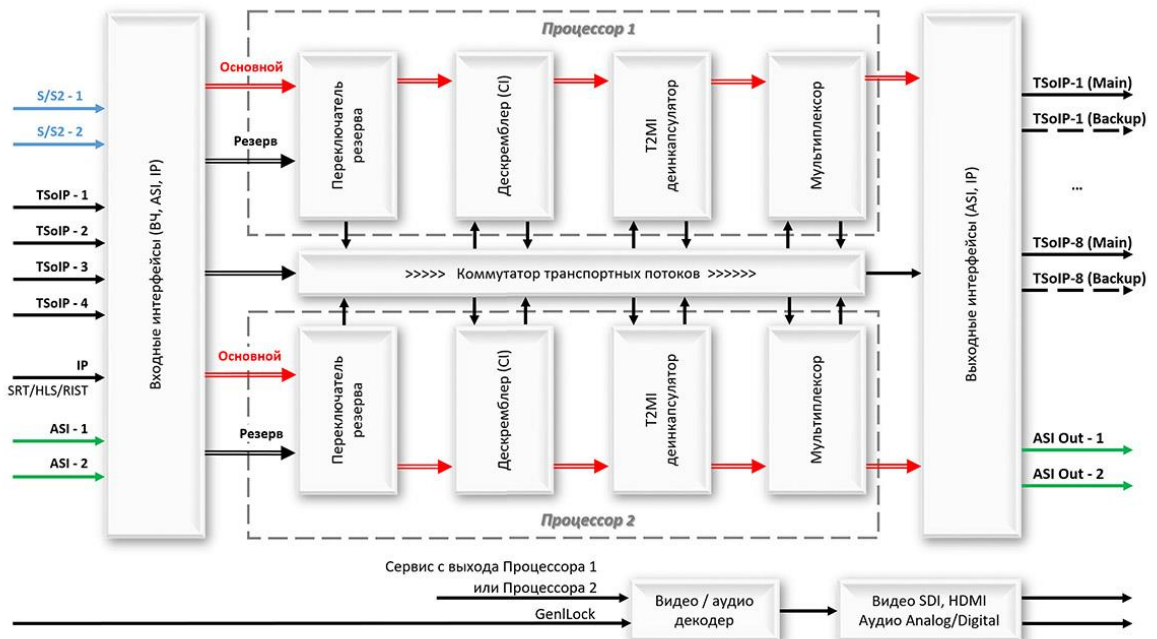 Процессор 1
Основной
Резерв
Переключатель
резерва
Дескремблер (CI)
T2MI
деинкапсулятор
Мультиплексор
S/S2 - 1
S/S2 - 2
TSoIP - 1
TSoIP - 2
TSoIP - 3
TSoIP - 4
IP
SRT/HLS/RIST
ASI - 1
ASI - 2
Входные интерфейсы (ВЧ, ASI, IP)
>>>>> Коммутатор транспортных потоков >>>>>>
Основной
Резерв
Переключатель
резерва
Дескремблер (CI)
T2MI
деинкапсулятор
Мультиплексор
Процессор 2
Выходные интерфейсы (ASI, IP)
TSoIP-1 (Main)
TSoIP-1 (Backup)
...
TSoIP-8 (Main)
TSoIP-8 (Backup)
ASI Out - 1
ASI Out - 2
Сервис с выхода Процессора 1
или Процессора 2
GenlLock
Видео / аудио
декодер
Видео SDI, HDMI
Аудио Analog/Digital